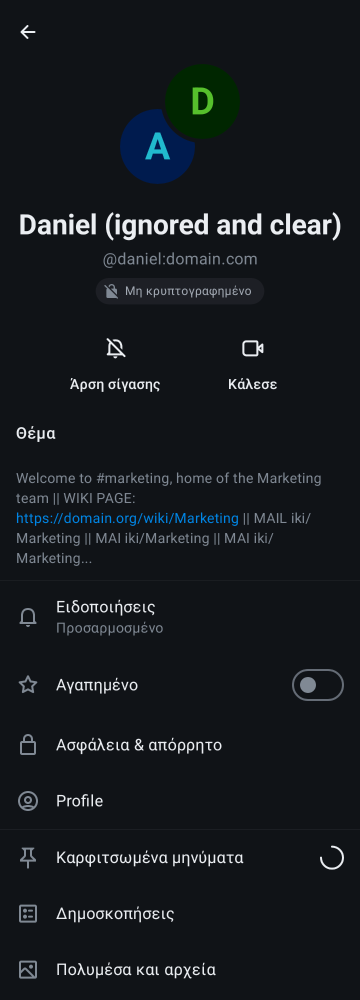 D
A
Daniel (ignored and clear)
@daniel:domain.com
Μη κρυπτογραφημένο
Άρση σίγασης
Κάλεσε
Θέμα
Welcome to #marketing, home of the Marketing
team || WIKI PAGE:
https://domain.org/wiki/Marketing || MAIL iki/
Marketing || MAI iki/Marketing || MAI iki/
Marketing...
Ειδοποιήσεις
Προσαρμοσμένο
Αγαπημένο
Ασφάλεια & απόρρητο
Profile
Καρφιτσωμένα μηνύματα
Δημοσκοπήσεις
Πολυμέσα και αρχεία